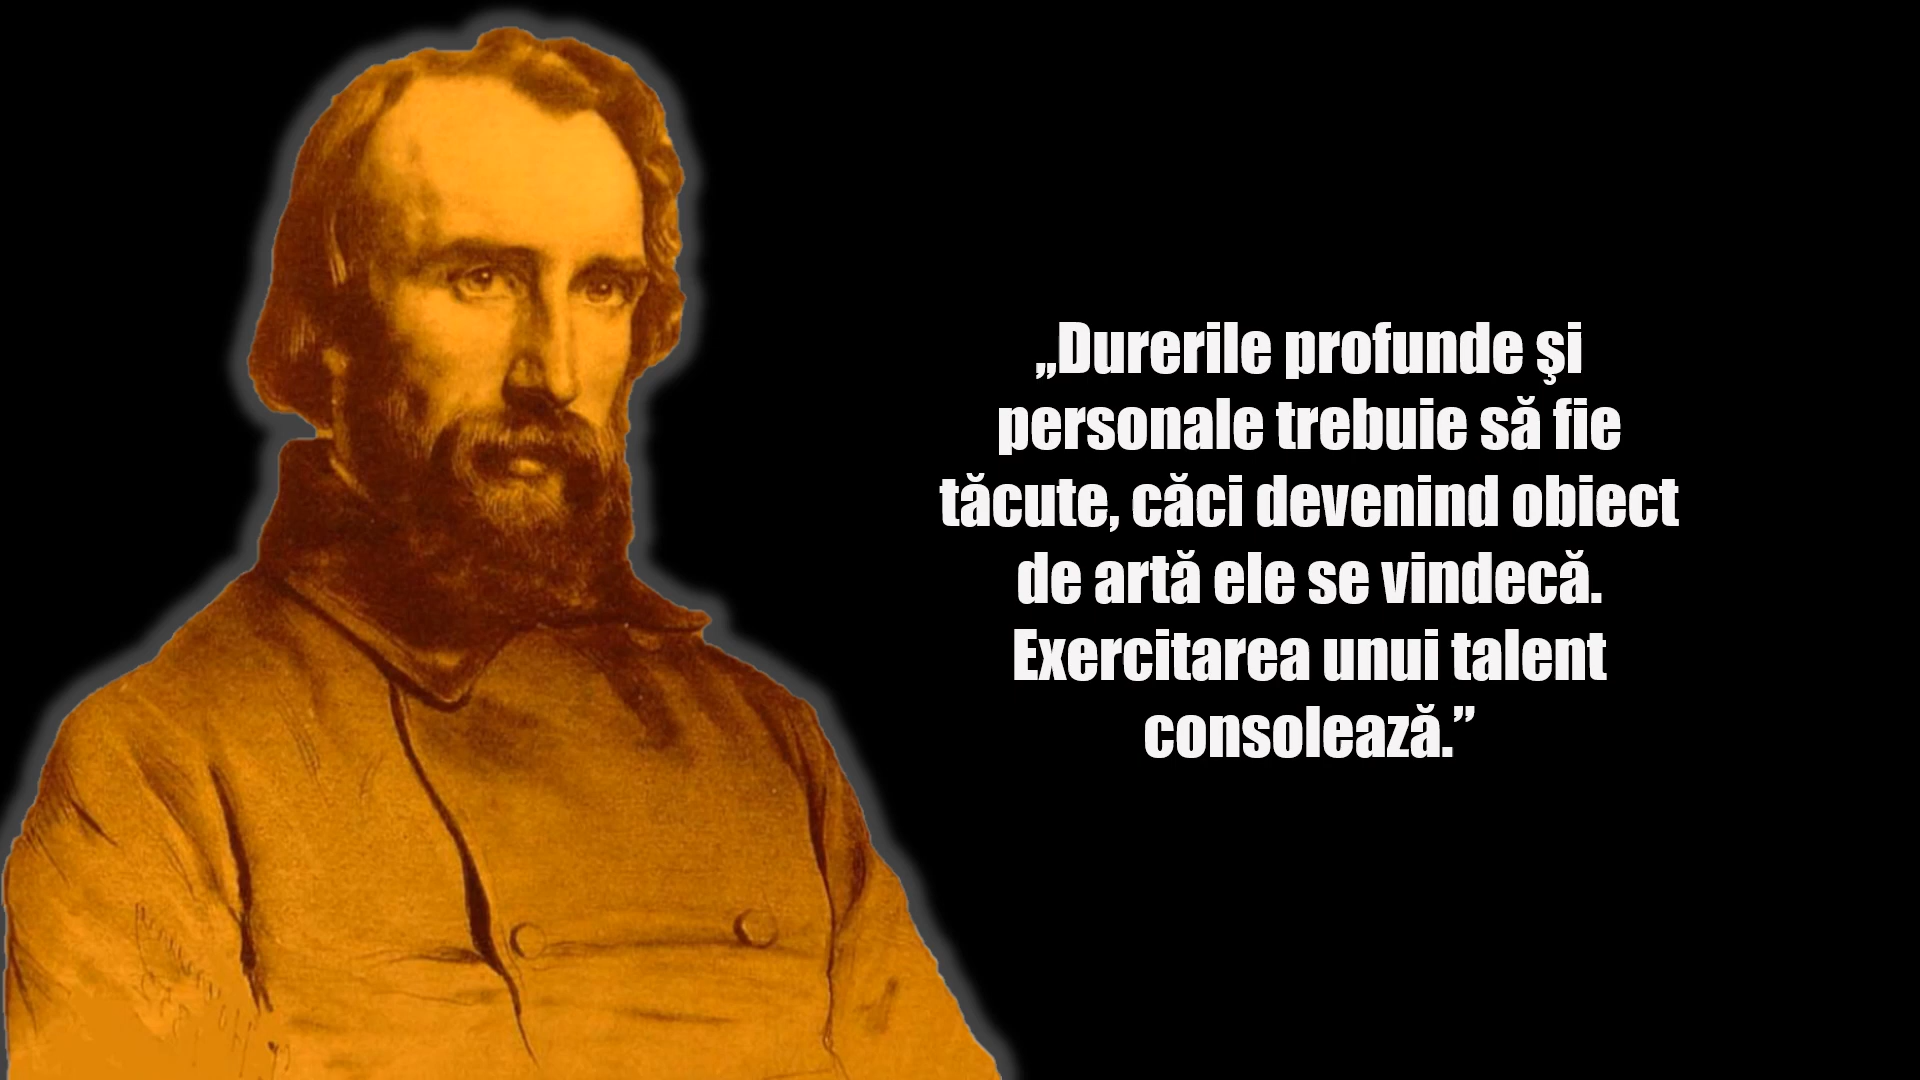 „Durerile profunde şi
personale trebuie să fie
tăcute, căci devenind obiect
de artă ele se vindecă.
Exercitarea unui talent
consolează.”